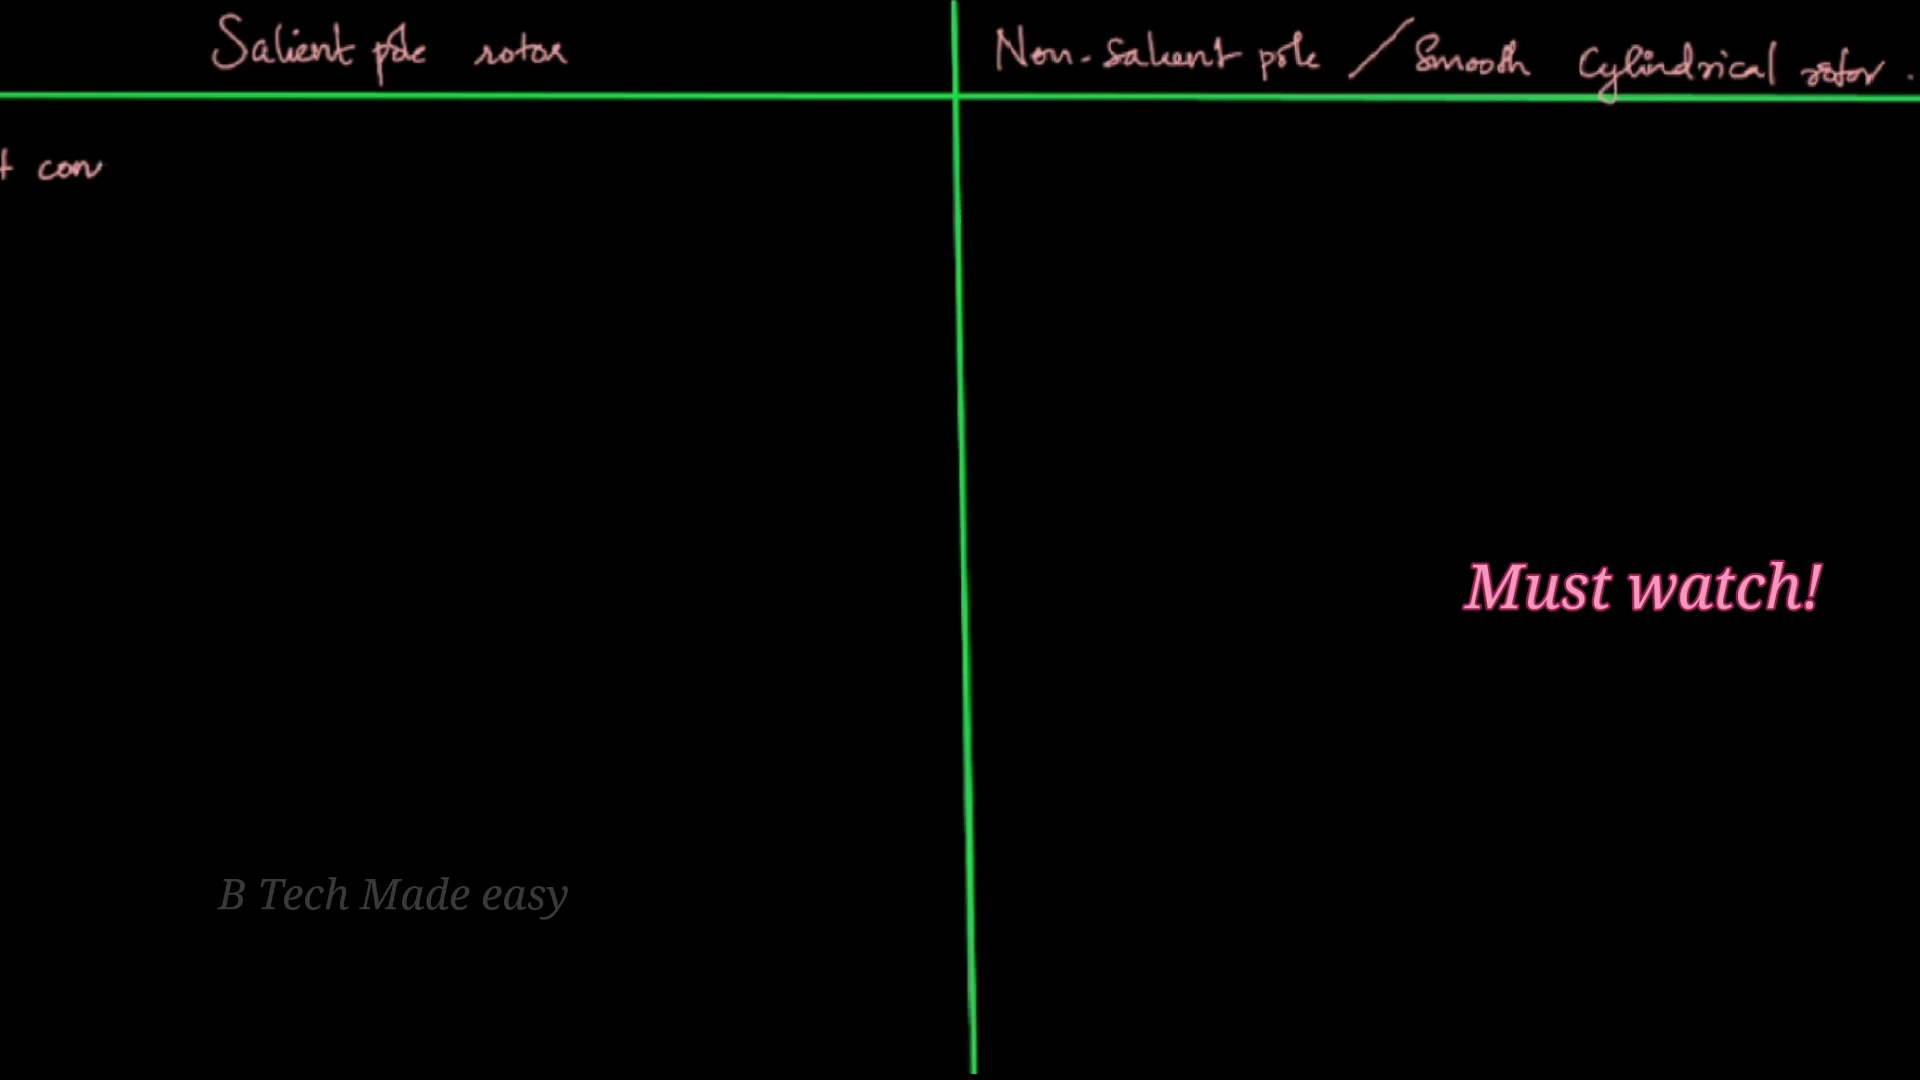 Salient pole rotor
Non-Salient pole / Smooth Cylindrical rotor.
con
Must watch!
B Tech Made easy